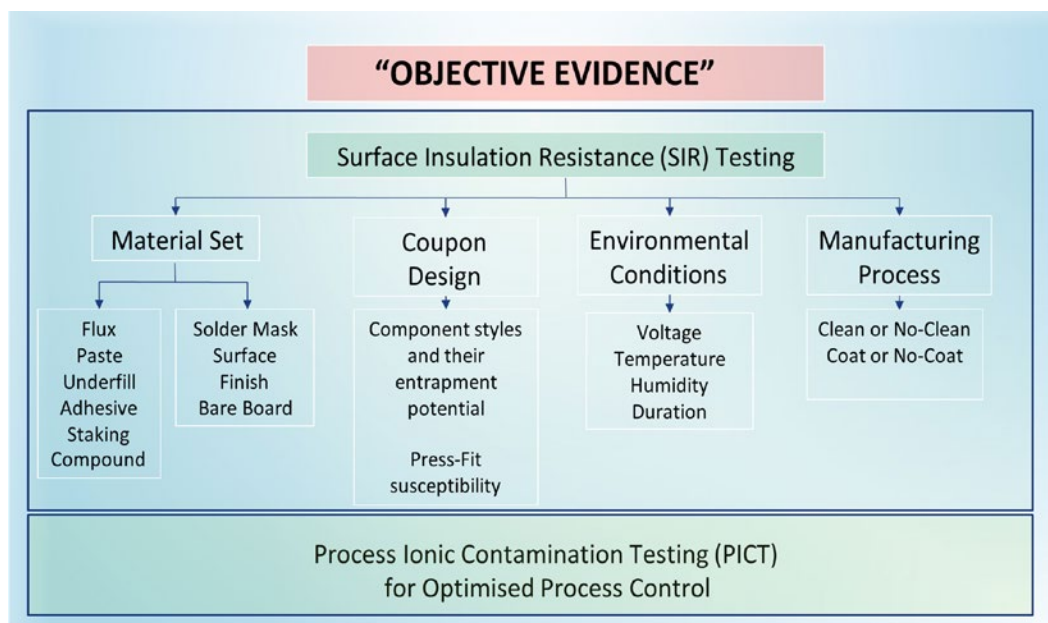 “OBJECTIVE EVIDENCE”
Surface Insulation Resistance (SIR) Testing
Material Set
Flux
Paste
Underfill
Adhesive
Staking
Compound
Solder Mask
Surface
Finish
Bare Board
Coupon
Design
Component styles
and their
entrapment
potential
Press-Fit
susceptibility
Environmental
Conditions
Voltage
Temperature
Humidity
Duration
Manufacturing
Process
Clean or No-Clean
Coat or No-Coat
Process Ionic Contamination Testing (PICT)
for Optimised Process Control